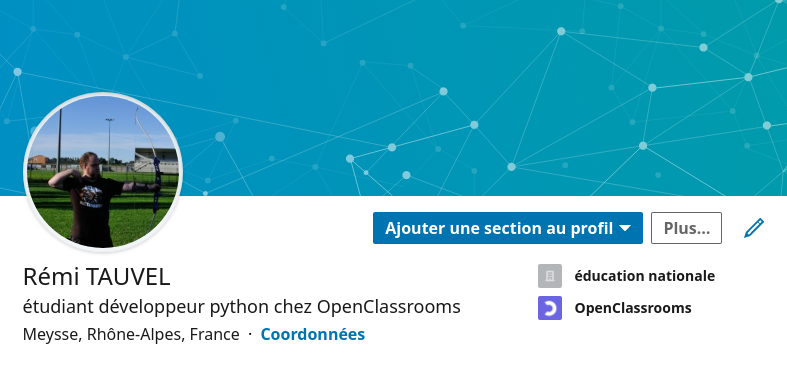 Ajouter une section au profil
Plus...
Rémi TAUVEL
étudiant développeur python chez OpenClassrooms
Meysse, Rhône-Alpes, France · Coordonnées
éducation nationale
OpenClassrooms